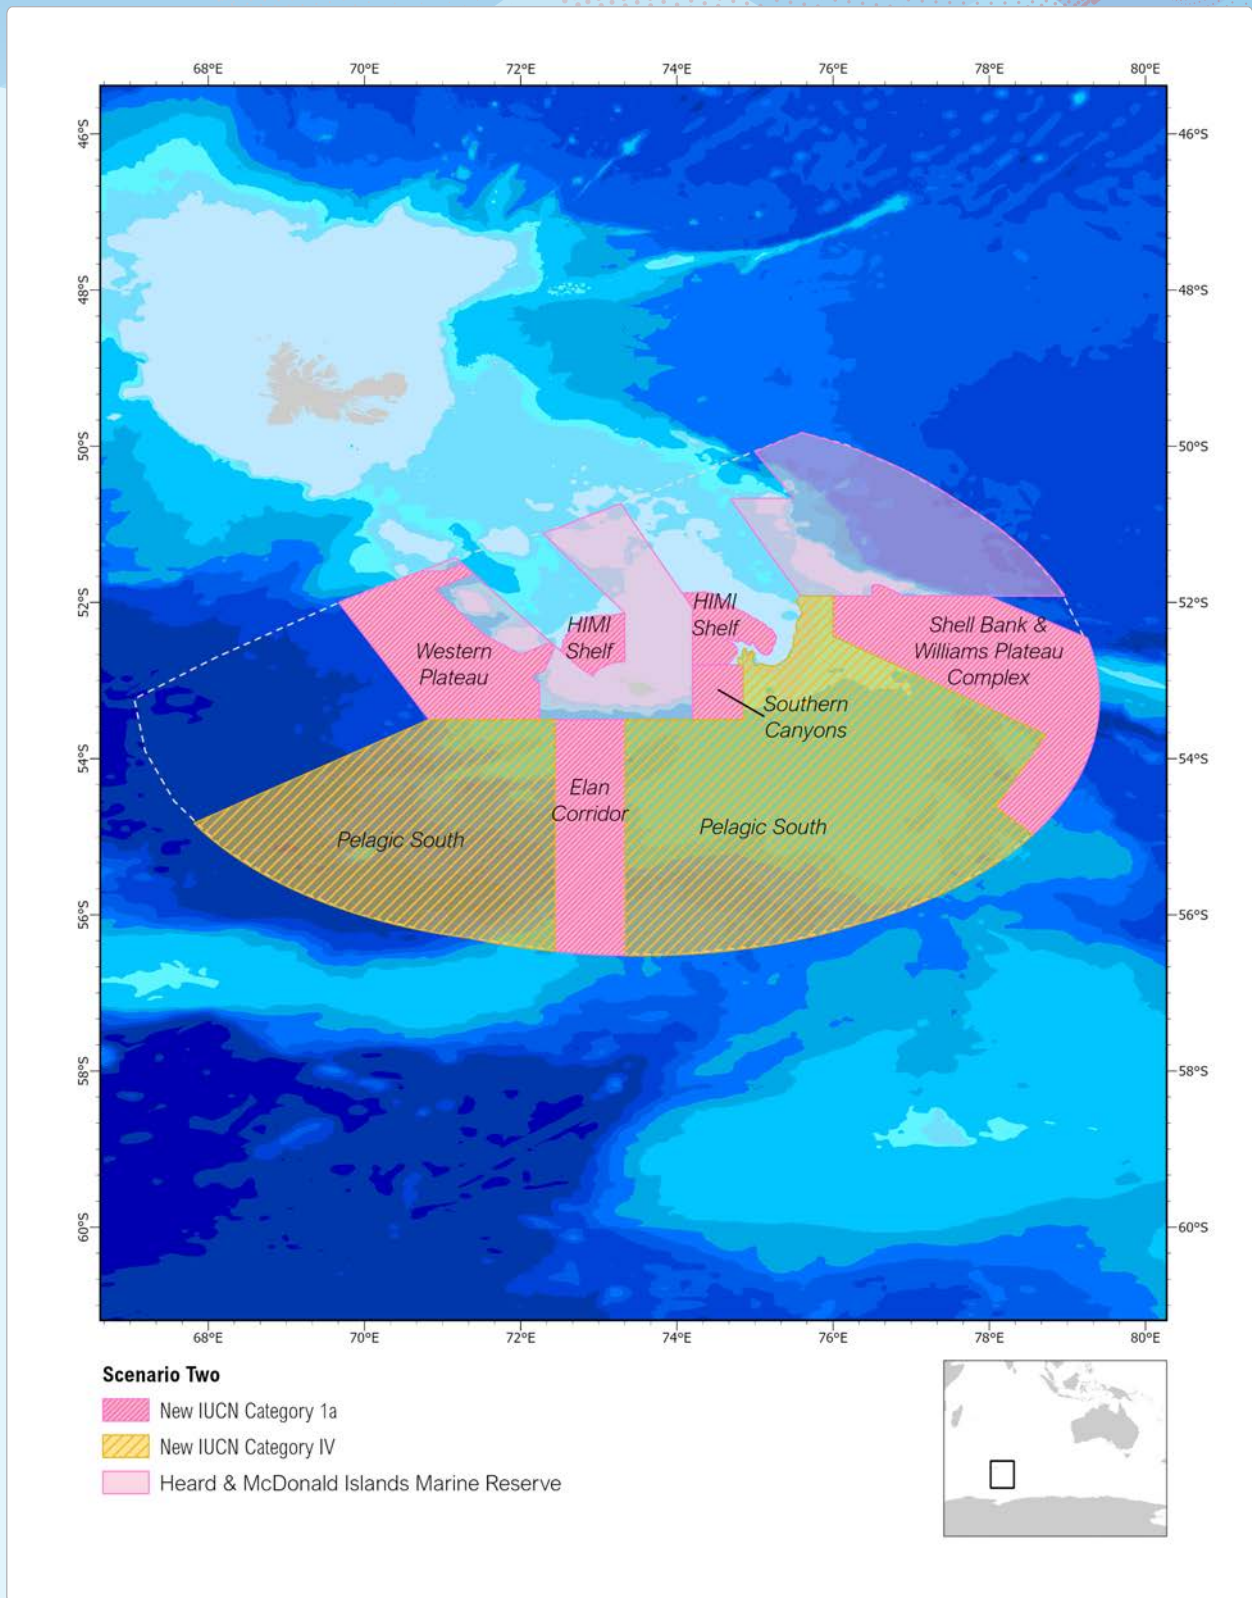 68°E 70°E 72°E 74°E 76°E 78°E 80°E
46°S 46°S
48°S 48°S
50°S 50°S
52°S 52°S
HIMI
Shelf
HIMI
Shelf
Western
Plateau
Shell Bank &
Williams Plateau
Complex
Southern
Canyons
54°S 54°S
Elan
Corridor
Pelagic South
Pelagic South
56°S 56°S
58°S 58°S
60°S 60°S
68°E 70°E 72°E 74°E 76°E 78°E 80°E
Scenario Two
New IUCN Category 1a
New IUCN Category IV
Heard & McDonald Islands Marine Reserve